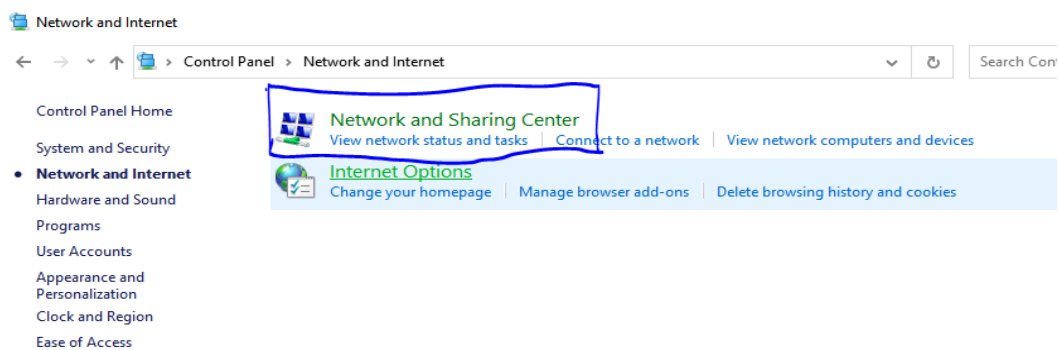 Network and Internet
Control Panel › Network and Internet
Search Con
Control Panel Home
System and Security
• Network and Internet
Hardware and Sound
Programs
User Accounts
Appearance and
Personalization
Clock and Region
Ease of Access
Network and Sharing Center
View network status and tasks | Connect to a network | View network computers and devices
Internet Options
Change your homepage | Manage browser add-ons | Delete browsing history and cookies